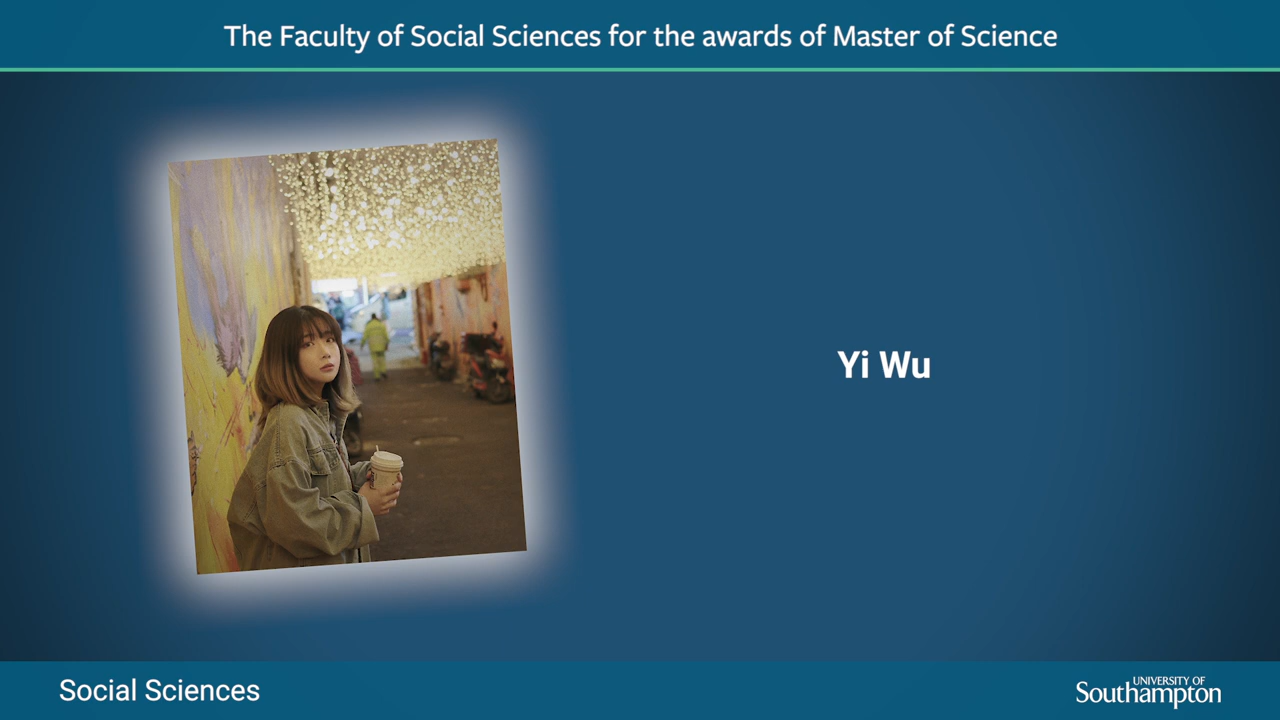 The Faculty of Social Sciences for the awards of Master of Science
Yi Wu
Social Sciences
UNIVERSITY OF
Southampton